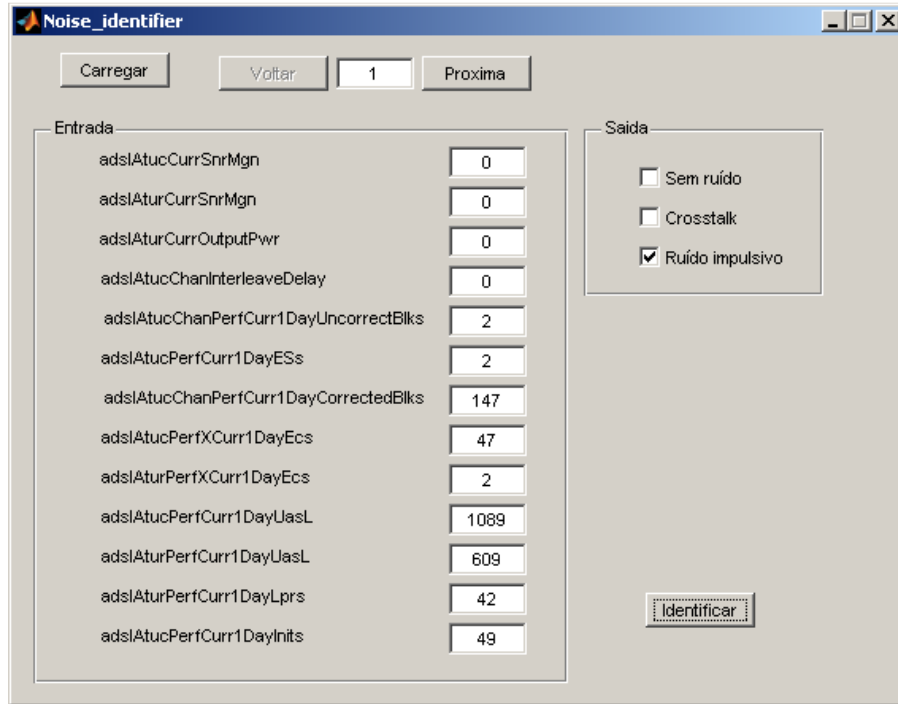 Noise_identifier
Carregar Voltar 1 Proxima
Entrada
adslAtucCurrSnrMgn 0
adslAturCurrSnrMgn 0
adslAturCurrOutputPwr 0
adslAtucChanInterleaveDelay 0
adslAtucChanPerfCurr1DayUncorrectBlks 2
adslAtucPerfCurr1DayESs 2
adslAtucChanPerfCurr1DayCorrectedBlks 147
adslAtucPerfXCurr1DayEcs 47
adslAturPerfXCurr1DayEcs 2
adslAtucPerfCurr1DayUasL 1089
adslAturPerfCurr1DayUasL 609
adslAturPerfCurr1DayLprs 42
adslAtucPerfCurr1DayInits 49
Saida
Sem ruído
Crosstalk
Ruído impulsivo
Identificar